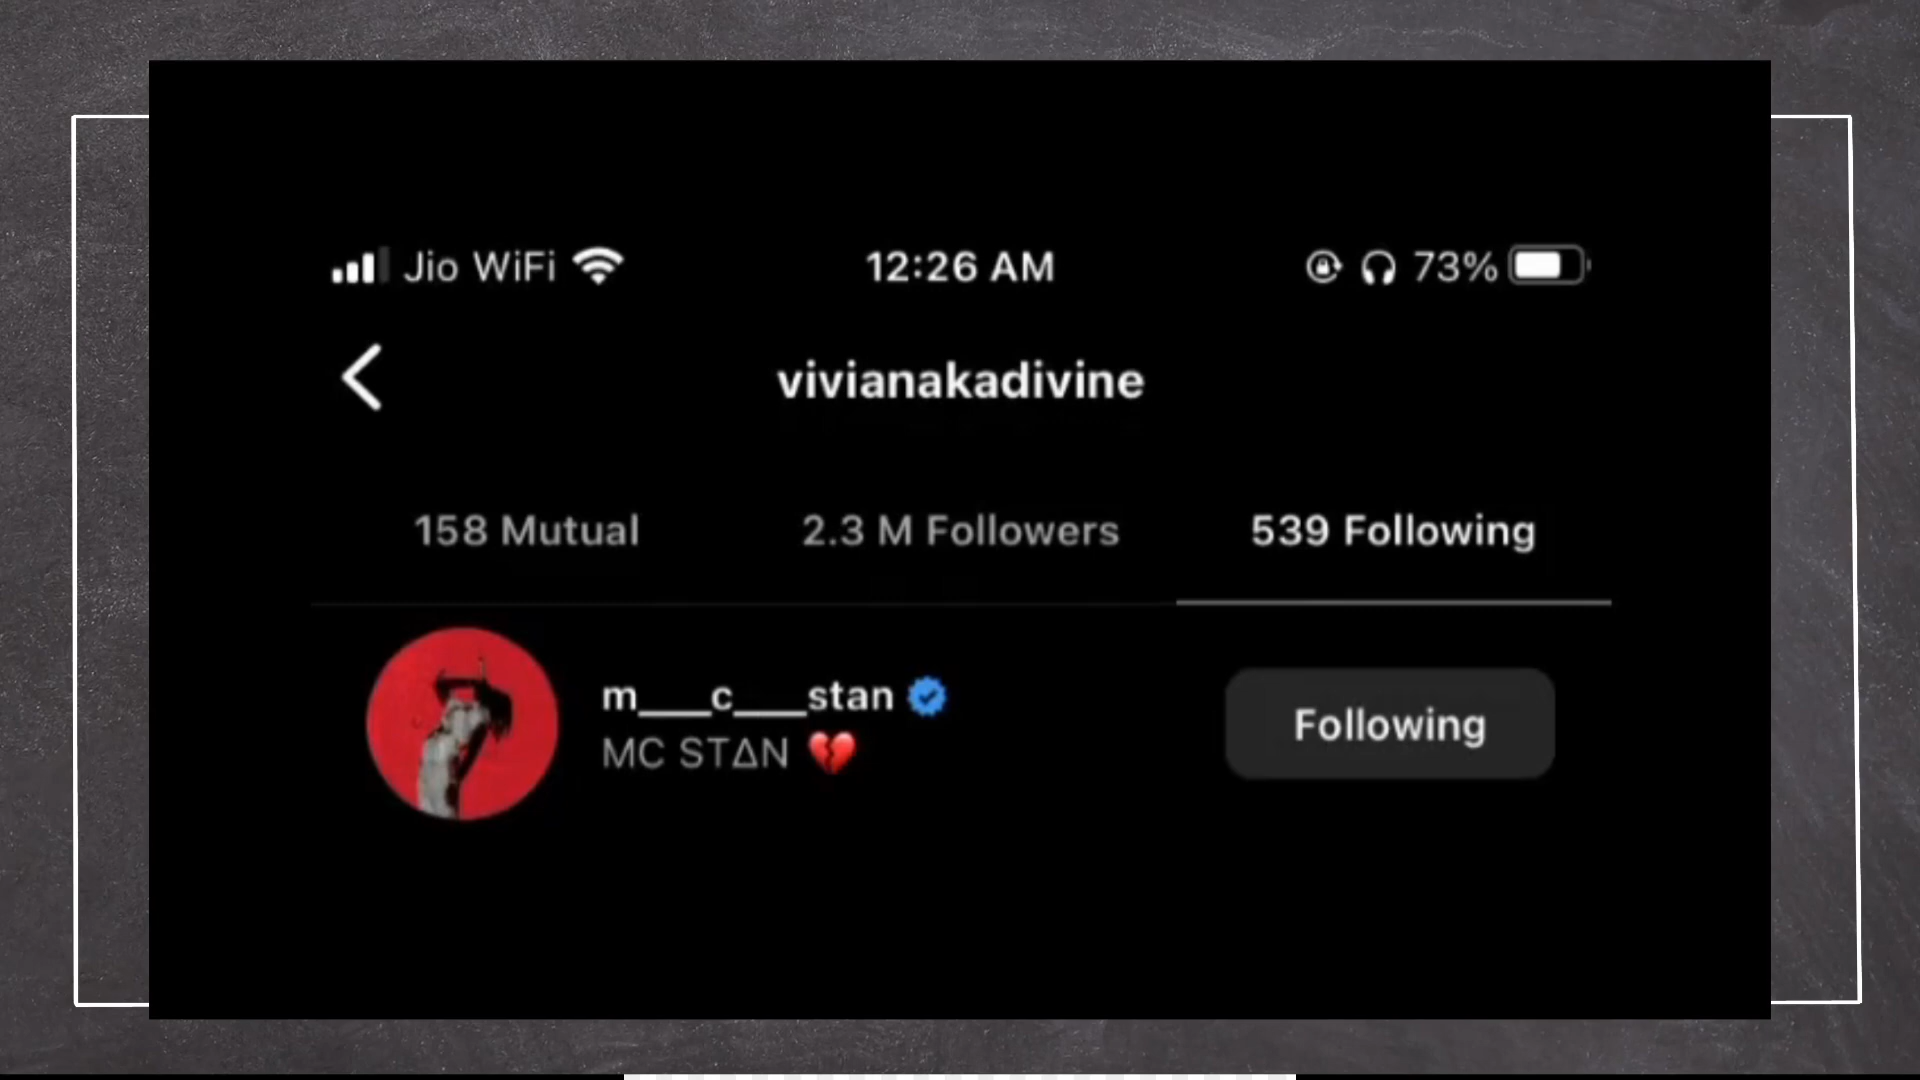 Jio WiFi 12:26 AM 73%
vivianakadivine
158 Mutual 2.3 M Followers 539 Following
m___c___stan
MC STΔN 💔
Following